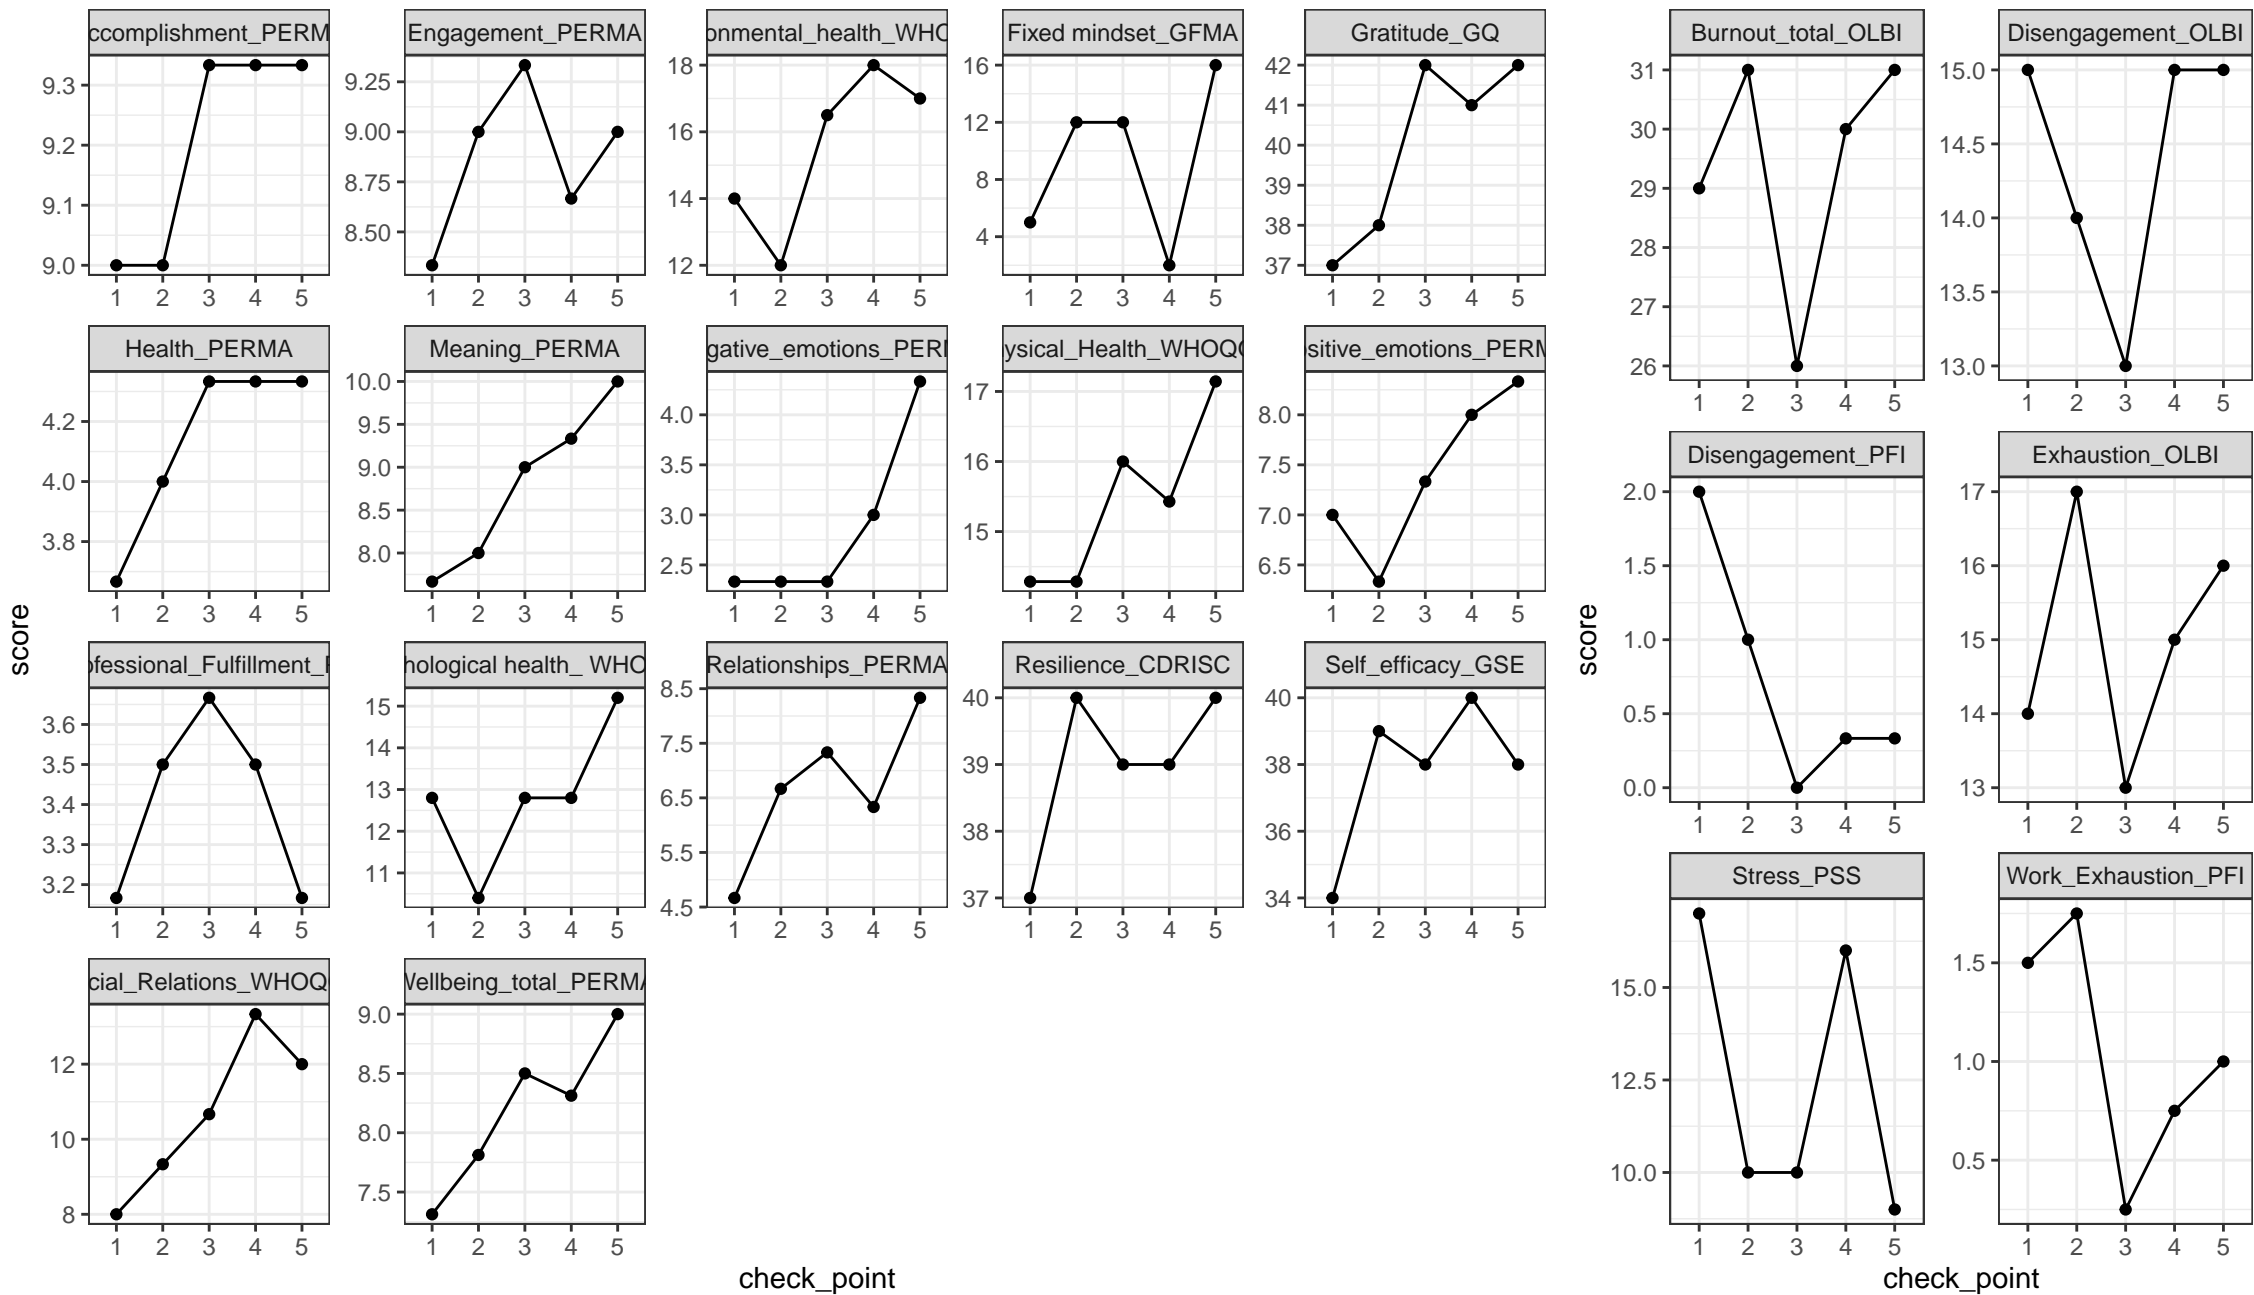 ccomplishment_PERM
Engagement_PERMA
onmental_health_WHO
Fixed mindset_GFMA
Gratitude_GQ
9.3
9.2
9.1
9.0
1 2 3 4 5
9.25
9.00
8.75
8.50
1 2 3 4 5
18
16
14
12
1 2 3 4 5
16
12
8
4
1 2 3 4 5
42
41
40
39
38
37
1 2 3 4 5
Health_PERMA
Meaning_PERMA
gative_emotions_PERM
ysical_Health_WHOQO
sitive_emotions_PERM
4.2
4.0
3.8
1 2 3 4 5
10.0
9.5
9.0
8.5
8.0
1 2 3 4 5
4.0
3.5
3.0
2.5
1 2 3 4 5
17
16
15
1 2 3 4 5
8.0
7.5
7.0
6.5
1 2 3 4 5
score
ofessional_Fulfillment_P
hological health_ WHO
Relationships_PERMA
Resilience_CDRISC
Self_efficacy_GSE
3.6
3.5
3.4
3.3
3.2
1 2 3 4 5
15
14
13
12
11
1 2 3 4 5
8.5
7.5
6.5
5.5
4.5
1 2 3 4 5
40
39
38
37
1 2 3 4 5
40
38
36
34
1 2 3 4 5
cial_Relations_WHOQO
Wellbeing_total_PERMA
12
10
8
1 2 3 4 5
9.0
8.5
8.0
7.5
1 2 3 4 5
check_point
Burnout_total_OLBI
Disengagement_OLBI
31
30
29
28
27
26
1 2 3 4 5
15.0
14.5
14.0
13.5
13.0
1 2 3 4 5
Disengagement_PFI
Exhaustion_OLBI
2.0
1.5
1.0
0.5
0.0
1 2 3 4 5
17
16
15
14
13
1 2 3 4 5
score
Stress_PSS
Work_Exhaustion_PFI
15.0
12.5
10.0
1 2 3 4 5
1.5
1.0
0.5
1 2 3 4 5
check_point